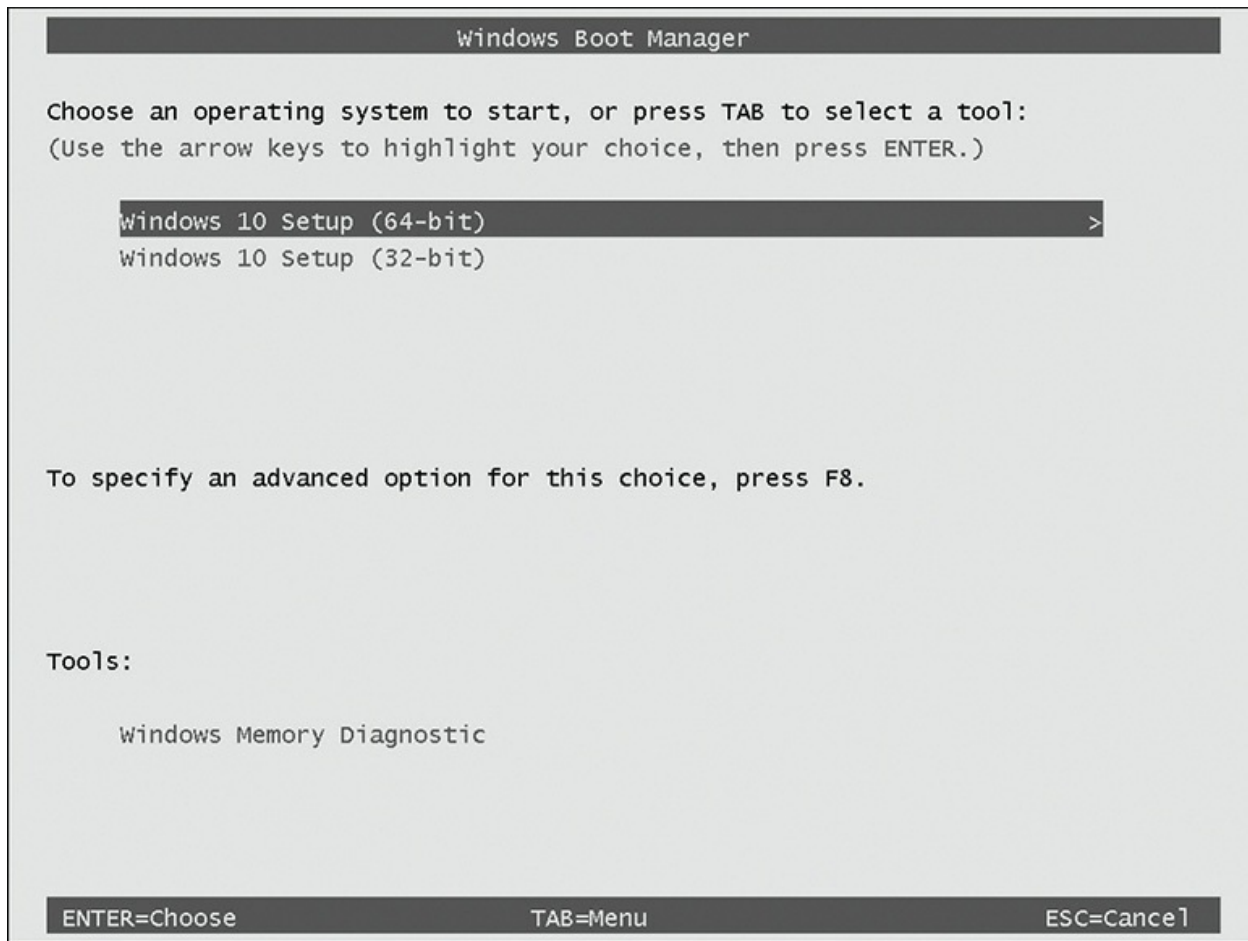 Windows Boot Manager
Choose an operating system to start, or press TAB to select a tool:
(Use the arrow keys to highlight your choice, then press ENTER.)
Windows 10 Setup (64-bit) >
Windows 10 Setup (32-bit)
To specify an advanced option for this choice, press F8.
Tools:
Windows Memory Diagnostic
ENTER=Choose TAB=Menu ESC=Cancel